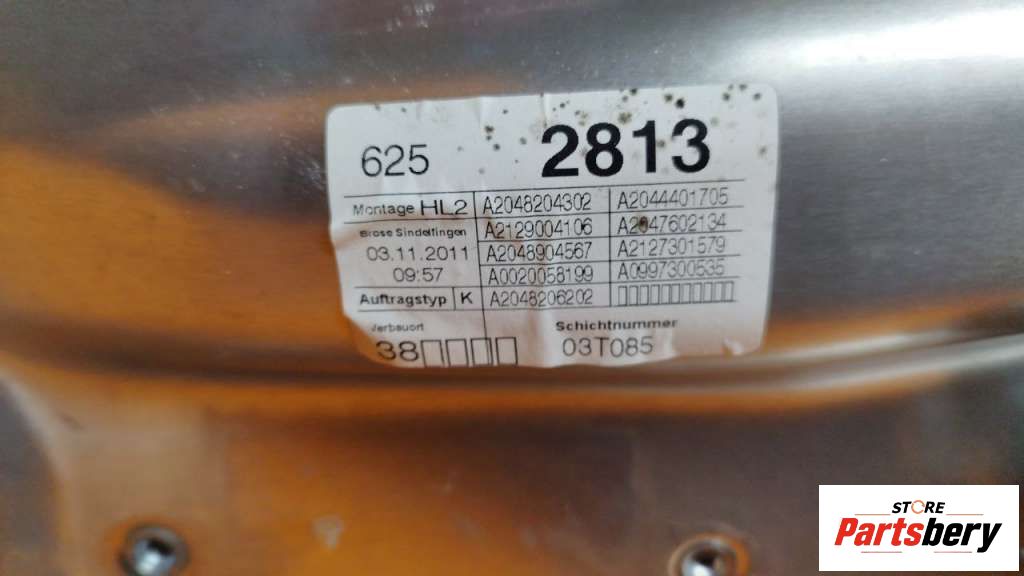 625 2813
Montage HL2 A2048204302 A2044401705
Brose Sindelfingen A2129004106 A2047602134
03.11.2011 A2048904567 A2127301579
09:57 A0020058199 A0997300535
Auftragstyp K A2048206202
Verbauort Schichtnummer
38 03T085
STORE
Partsbery